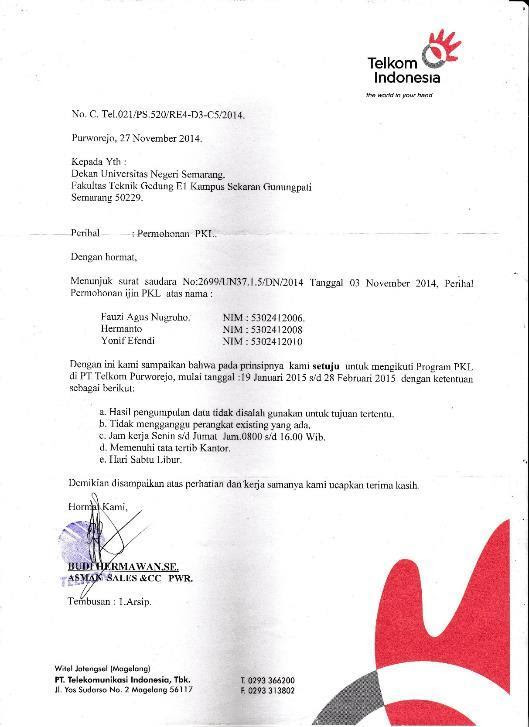 Telkom
Indonesia
the world in your hand
No. C. Tel.021/PS.520/RE4-D3-C5/2014.
Purworejo, 27 November 2014.
Kepada Yth :
Dekan Universitas Negeri Semarang.
Fakultas Teknik Gedung E1 Kampus Sekaran Gunungpati
Semarang 50229.
Perihal : Permohonan PKL.
Dengan hormat,
Menunjuk surat saudara No:2699/UN37.1.5/DN/2014 Tanggal 03 November 2014, Perihal
Permohonan ijin PKL atas nama :
Fauzi Agus Nugroho. NIM : 5302412006.
Hermanto NIM : 5302412008
Yonif Efendi NIM : 5302412010
Dengan ini kami sampaikan bahwa pada prinsipnya kami setuju untuk mengikuti Program PKL
di PT Telkom Purworejo, mulai tanggal :19 Januari 2015 s/d 28 Februari 2015 dengan ketentuan
sebagai berikut:
a. Hasil pengumpulan data tidak disalah gunakan untuk tujuan tertentu.
b. Tidak mengganggu perangkat existing yang ada.
c. Jam kerja Senin s/d Jumat Jam.0800 s/d 16.00 Wib.
d. Memenuhi tata tertib Kantor.
e. Hari Sabtu Libur.
Demikian disampaikan atas perhatian dan kerja samanya kami ucapkan terima kasih.
Hormat Kami,
BUDI HERMAWAN.SE.
ASMAN SALES &CC PWR.
Tembusan : 1.Arsip.
Witel Jatengsel (Magelang)
PT. Telekomunikasi Indonesia, Tbk. T. 0293 366200
Jl. Yos Sudarso No. 2 Magelang 56117 F. 0293 313802